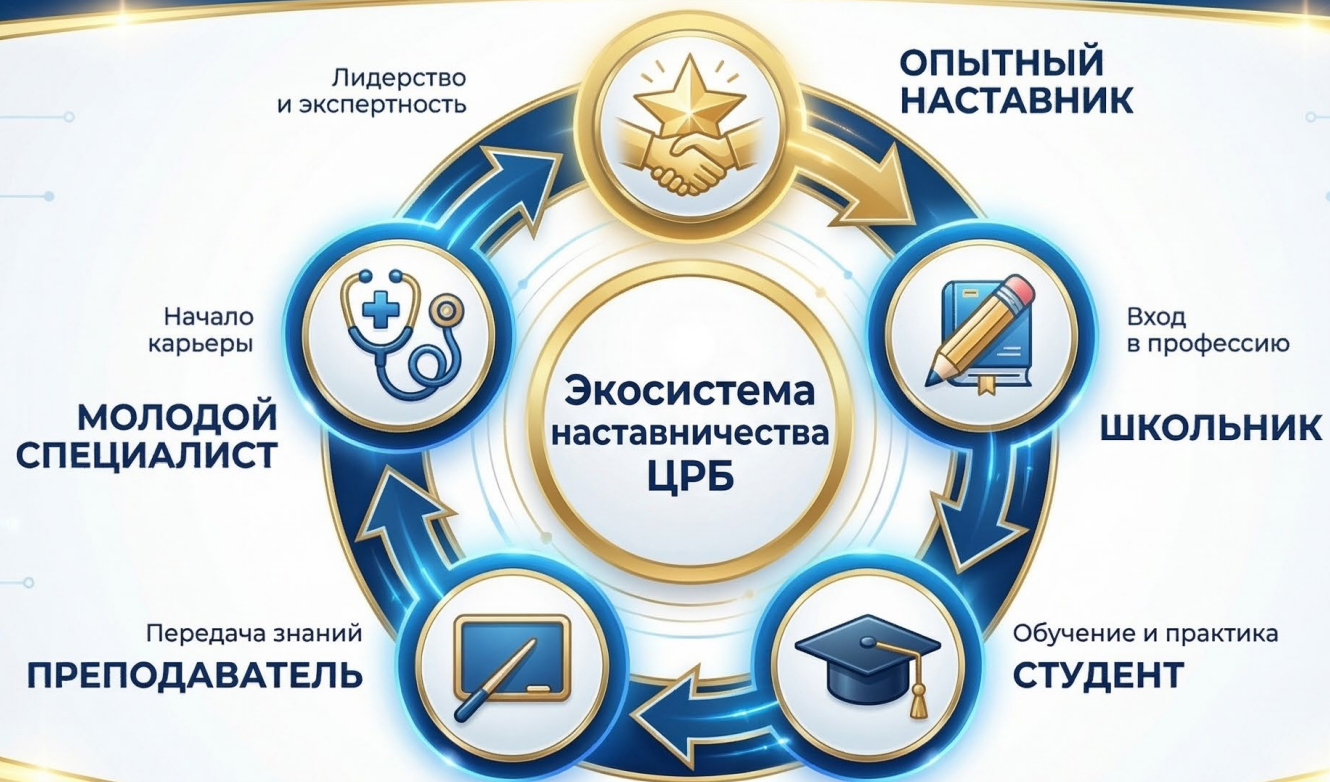 Лидерство
и экспертность
ОПЫТНЫЙ
НАСТАВНИК
Начало
карьеры
МОЛОДОЙ
СПЕЦИАЛИСТ
Экосистема
наставничества
ЦРБ
Вход
в профессию
ШКОЛЬНИК
Передача знаний
ПРЕПОДАВАТЕЛЬ
Обучение и практика
СТУДЕНТ